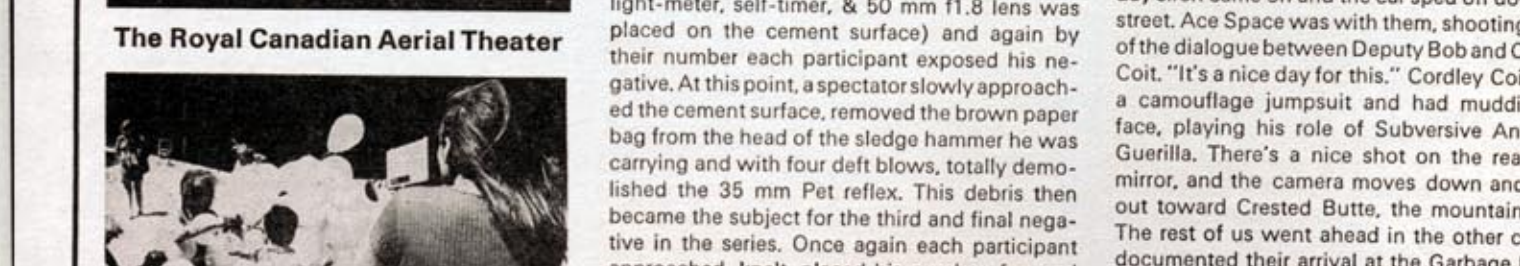 The Royal Canadian Aerial Theater
light-meter, self-timer, & 50 mm f1.8 lens was
placed on the cement surface) and again by
their number each participant exposed his ne-
gative. At this point, a spectator slowly approach-
ed the cement surface, removed the brown paper
bag from the head of the sledge hammer he was
carrying and with four deft blows, totally demo-
lished the 35 mm Pet reflex. This debris then
became the subject for the third and final nega-
tive in the series. Once again each participant
street. Ace Space was with them, shooting
of the dialogue between Deputy Bob and C
Coit. "It's a nice day for this." Cordley Coi
a camouflage jumpsuit and had muddi
face, playing his role of Subversive An
Guerilla. There's a nice shot on the rea
mirror, and the camera moves down and
out toward Crested Butte, the mountain
The rest of us went ahead in the other c
documented their arrival at the Garbage